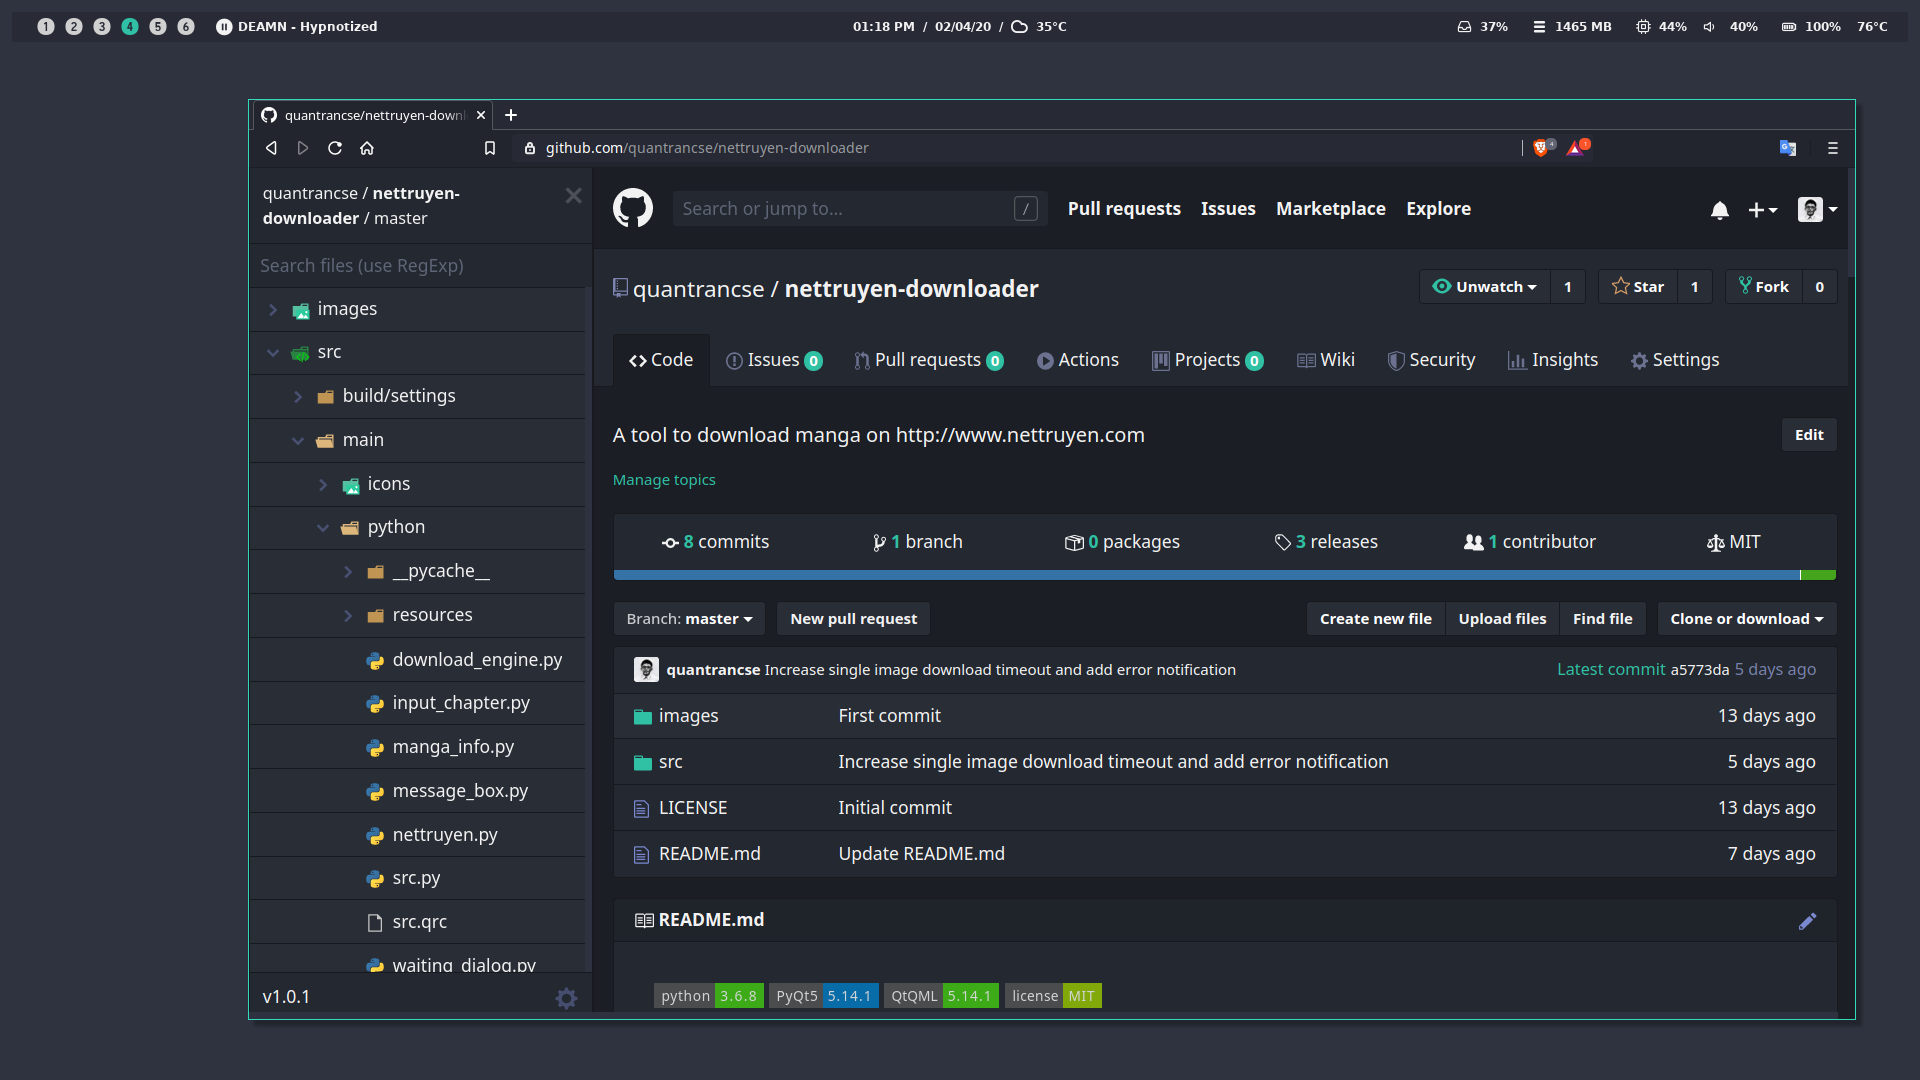 1 2 3 4 5 6 DEAMN - Hypnotized
01:18 PM / 02/04/20 / 35°C
37% 1465 MB 44% 40% 100% 76°C
quantrancse/nettruyen-downl
github.com/quantrancse/nettruyen-downloader
4
1
quantrancse / nettruyen-
downloader / master
Search files (use RegExp)
images
src
build/settings
main
icons
python
__pycache__
resources
download_engine.py
input_chapter.py
manga_info.py
message_box.py
nettruyen.py
src.py
src.qrc
waiting_dialog.py
v1.0.1
Search or jump to... /
Pull requests Issues Marketplace Explore
quantrancse / nettruyen-downloader
Unwatch 1 Star 1 Fork 0
Code Issues 0 Pull requests 0 Actions Projects 0 Wiki Security Insights Settings
A tool to download manga on http://www.nettruyen.com
Edit
Manage topics
8 commits 1 branch 0 packages 3 releases 1 contributor MIT
Branch: master New pull request Create new file Upload files Find file Clone or download
quantrancse Increase single image download timeout and add error notification Latest commit a5773da 5 days ago
images First commit 13 days ago
src Increase single image download timeout and add error notification 5 days ago
LICENSE Initial commit 13 days ago
README.md Update README.md 7 days ago
README.md
python 3.6.8 PyQt5 5.14.1 QtQML 5.14.1 license MIT